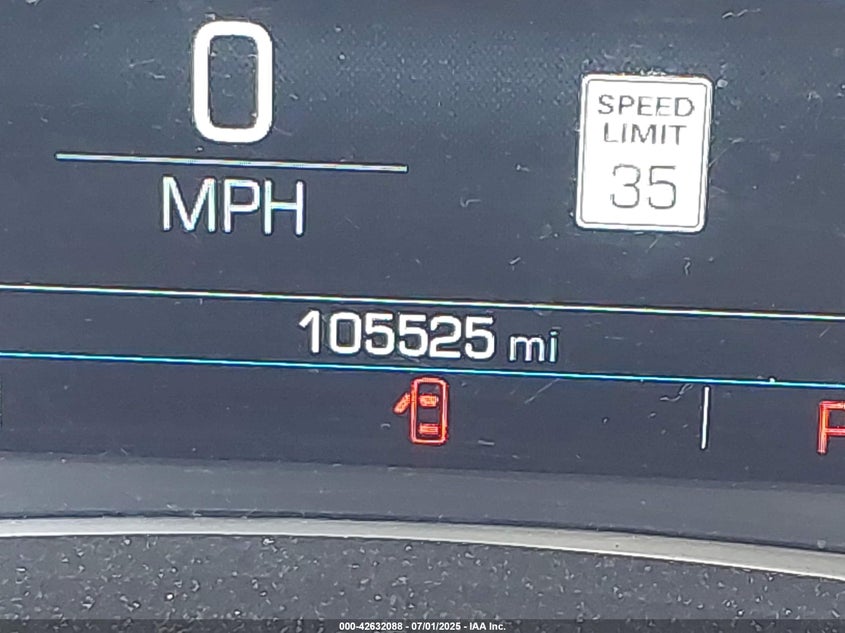 0
MPH
SPEED
LIMIT
35
105525 mi
000-42632088 - 07/01/2025 - IAA Inc.